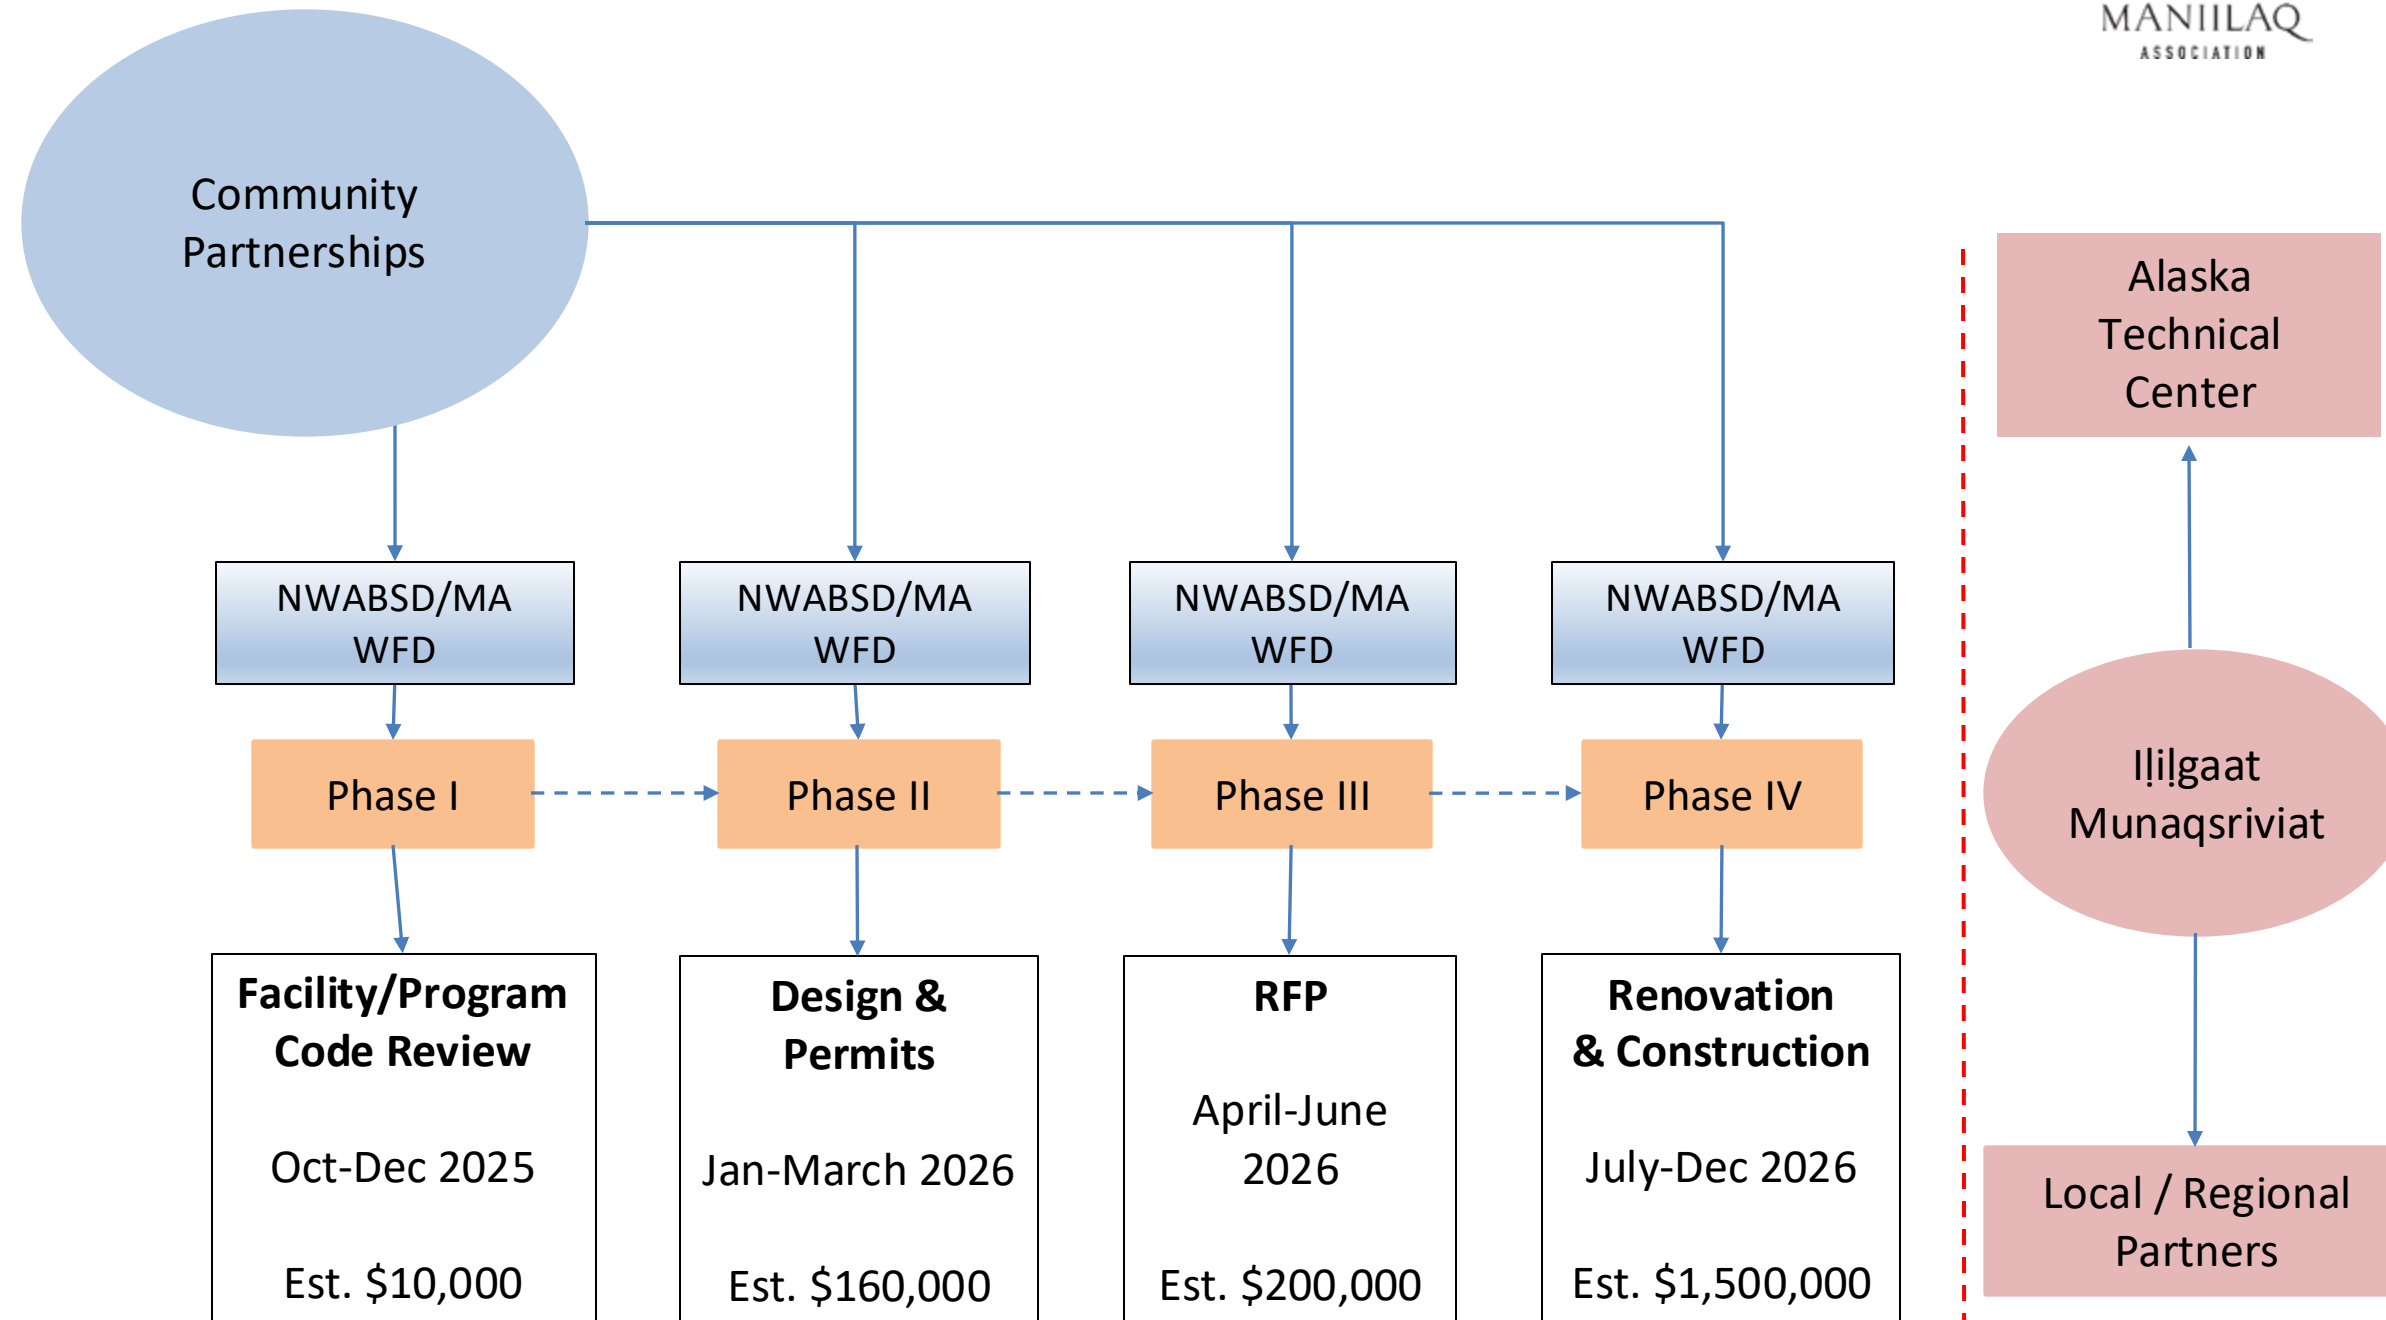 MANIILAQ
ASSOCIATION
Community
Partnerships
Alaska
Technical
Center
NWABSD/MA
WFD
NWABSD/MA
WFD
NWABSD/MA
WFD
NWABSD/MA
WFD
Phase I
Phase II
Phase III
Phase IV
Iḷiḷgaat
Munaqsriviat
Facility/Program
Code Review
Oct-Dec 2025
Est. $10,000
Design &
Permits
Jan-March 2026
Est. $160,000
RFP
April-June
2026
Est. $200,000
Renovation
& Construction
July-Dec 2026
Est. $1,500,000
Local / Regional
Partners